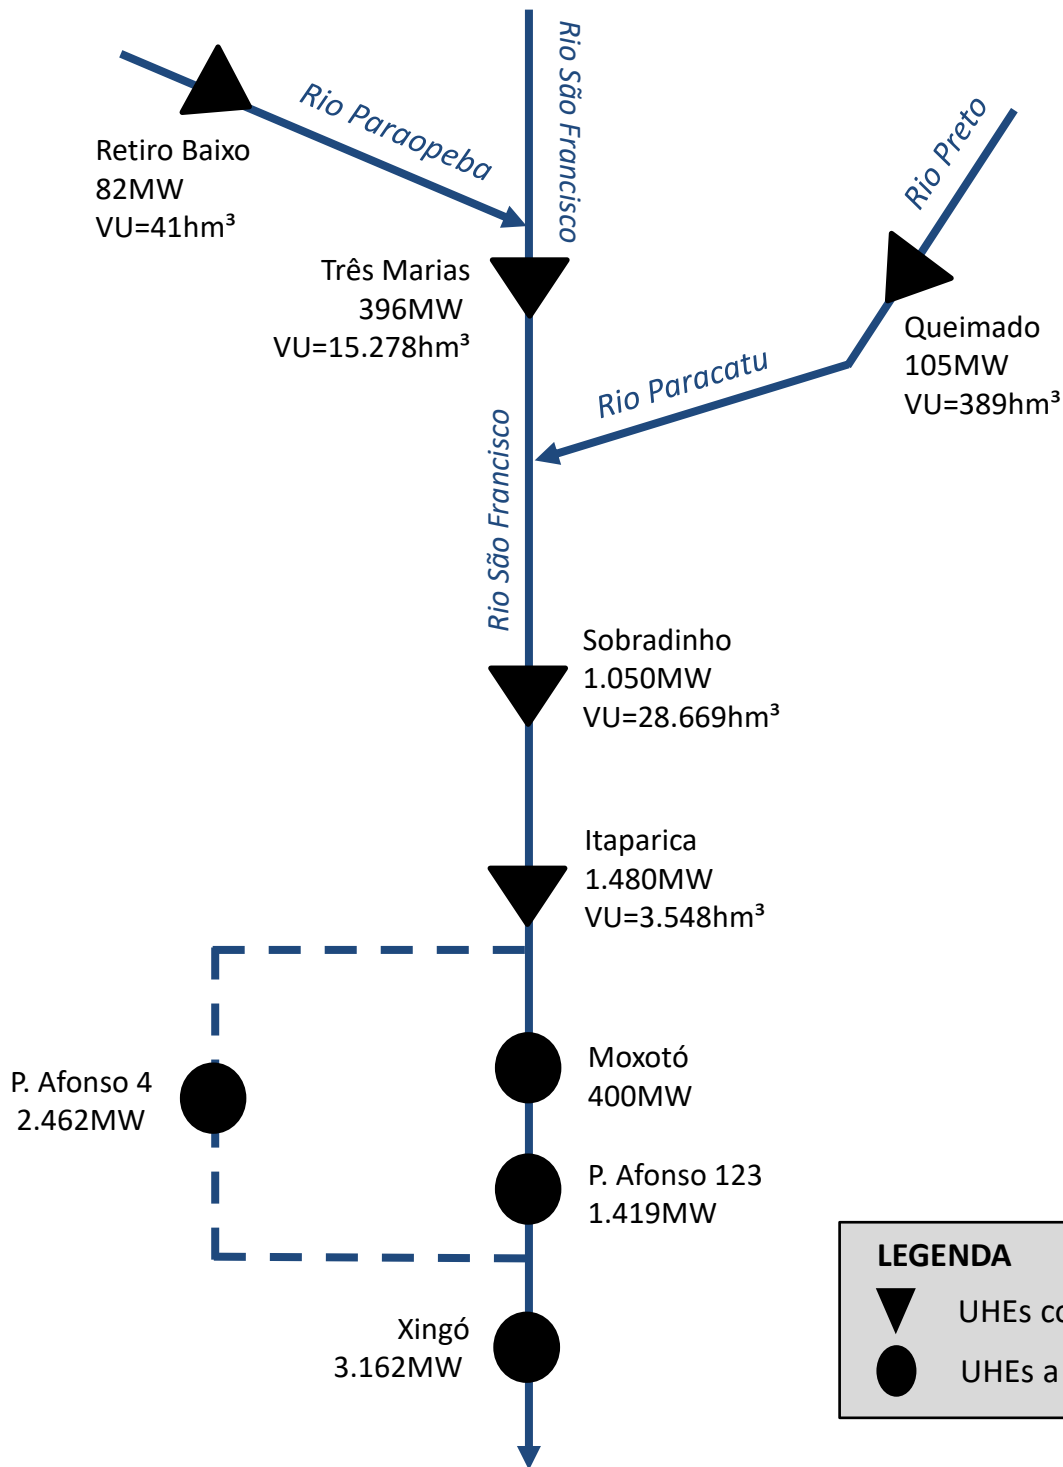 Rio São Francisco
Rio Paraopeba
Retiro Baixo
82MW
VU=41hm³
Rio Preto
Três Marias
396MW
VU=15.278hm³
Queimado
105MW
VU=389hm³
Rio Paracatu
Rio São Francisco
Sobradinho
1.050MW
VU=28.669hm³
Itaparica
1.480MW
VU=3.548hm³
Moxotó
400MW
P. Afonso 4
2.462MW
P. Afonso 123
1.419MW
Xingó
3.162MW
LEGENDA
UHEs
UHEs a